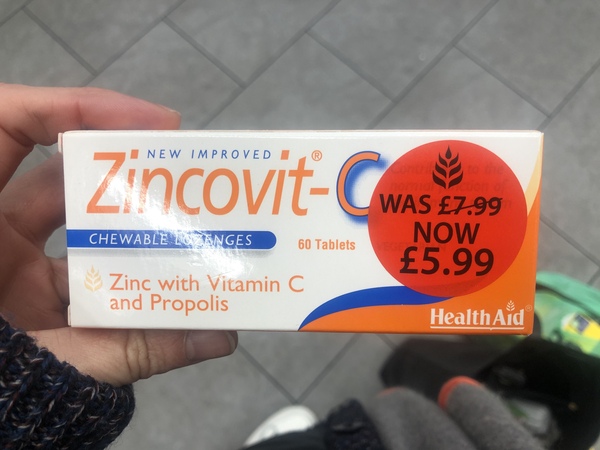 NEW IMPROVED
Zincovit®-C
CHEWABLE LOZENGES
60 Tablets
Zinc with Vitamin C
and Propolis
WAS £7.99
NOW
£5.99
HealthAid®